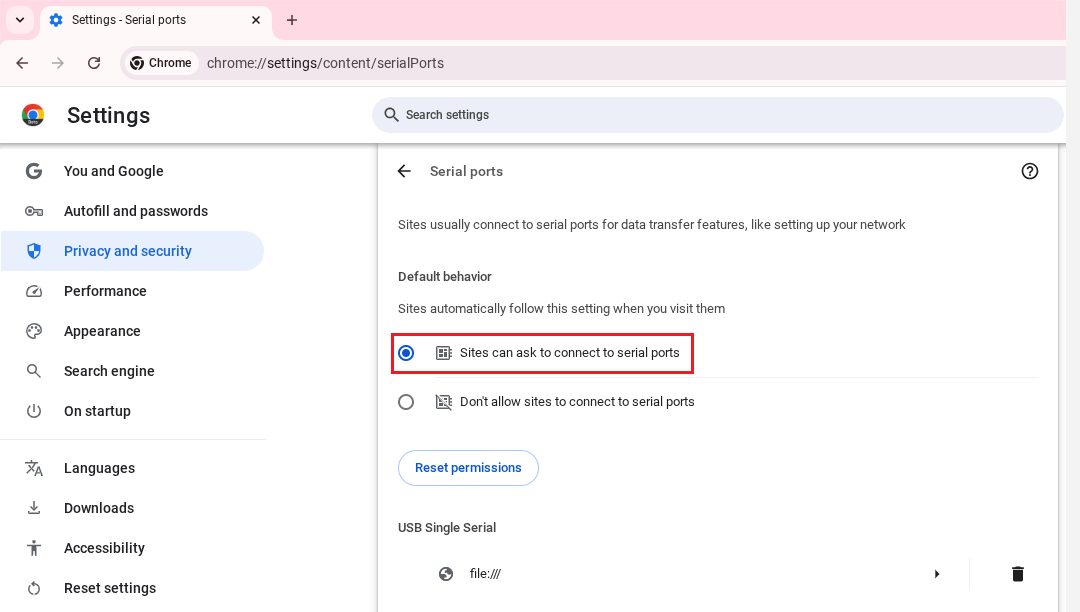 Settings - Serial ports
Chrome
chrome://settings/content/serialPorts
Beta
Settings
Search settings
You and Google
Autofill and passwords
Privacy and security
Performance
Appearance
Search engine
On startup
Languages
Downloads
Accessibility
Reset settings
Serial ports
Sites usually connect to serial ports for data transfer features, like setting up your network
Default behavior
Sites automatically follow this setting when you visit them
Sites can ask to connect to serial ports
Don't allow sites to connect to serial ports
Reset permissions
USB Single Serial
file:///